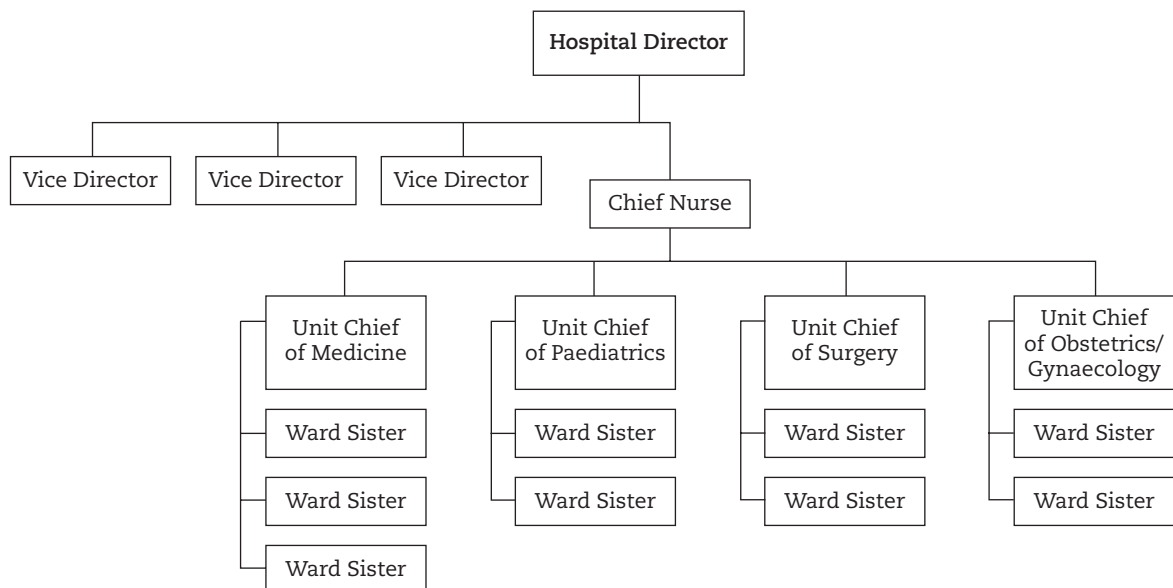 Hospital Director
Vice Director
Vice Director
Vice Director
Chief Nurse
Unit Chief
of Medicine
Ward Sister
Ward Sister
Ward Sister
Unit Chief
of Paediatrics
Ward Sister
Ward Sister
Unit Chief
of Surgery
Ward Sister
Ward Sister
Unit Chief
of Obstetrics/
Gynaecology
Ward Sister
Ward Sister